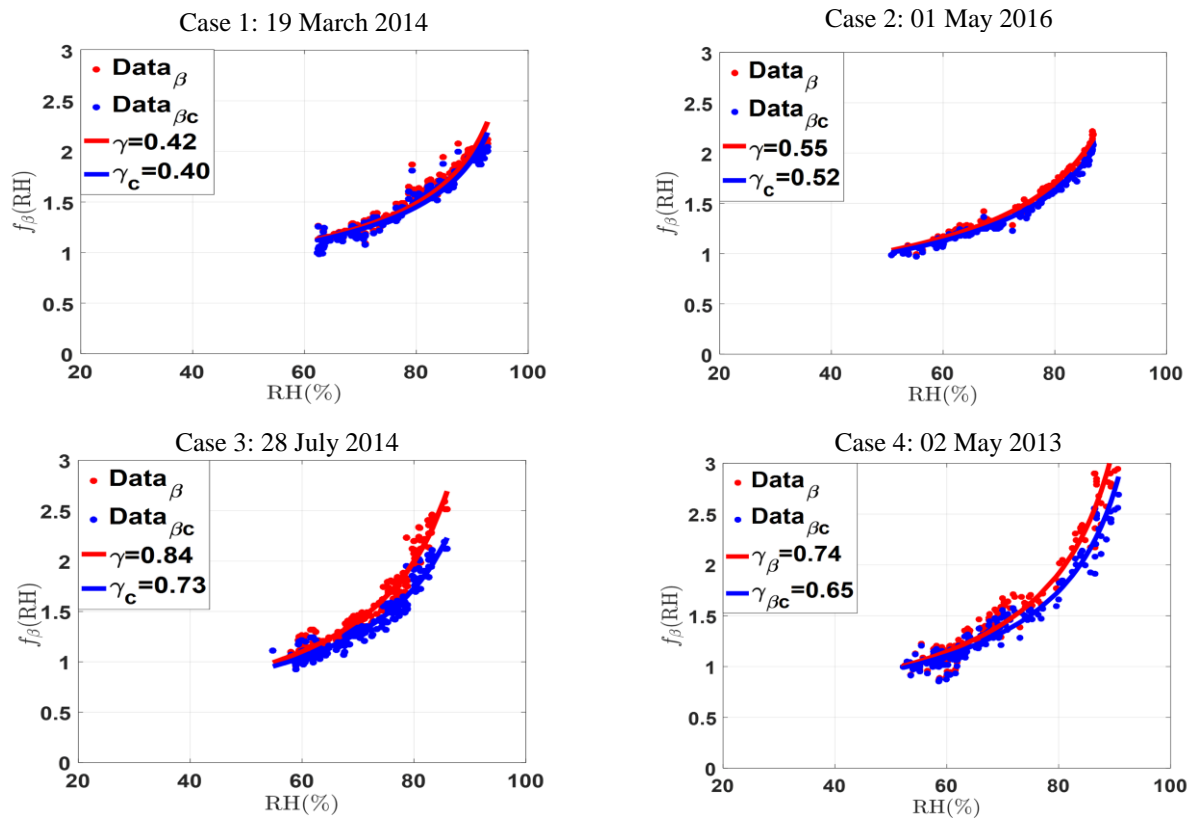 Case 1: 19 March 2014
3
2.5
2
1.5
1
0.5
0
20
40
60
80
100
f_β(RH)
RH(%)
Data_β
Data_βc
γ=0.42
γ_c=0.40
Case 2: 01 May 2016
3
2.5
2
1.5
1
0.5
0
20
40
60
80
100
f_β(RH)
RH(%)
Data_β
Data_βc
γ=0.55
γ_c=0.52
Case 3: 28 July 2014
3
2.5
2
1.5
1
0.5
0
20
40
60
80
100
f_β(RH)
RH(%)
Data_β
Data_βc
γ=0.84
γ_c=0.73
Case 4: 02 May 2013
3
2.5
2
1.5
1
0.5
0
20
40
60
80
100
f_β(RH)
RH(%)
Data_β
Data_βc
γ_β=0.74
γ_βc=0.65